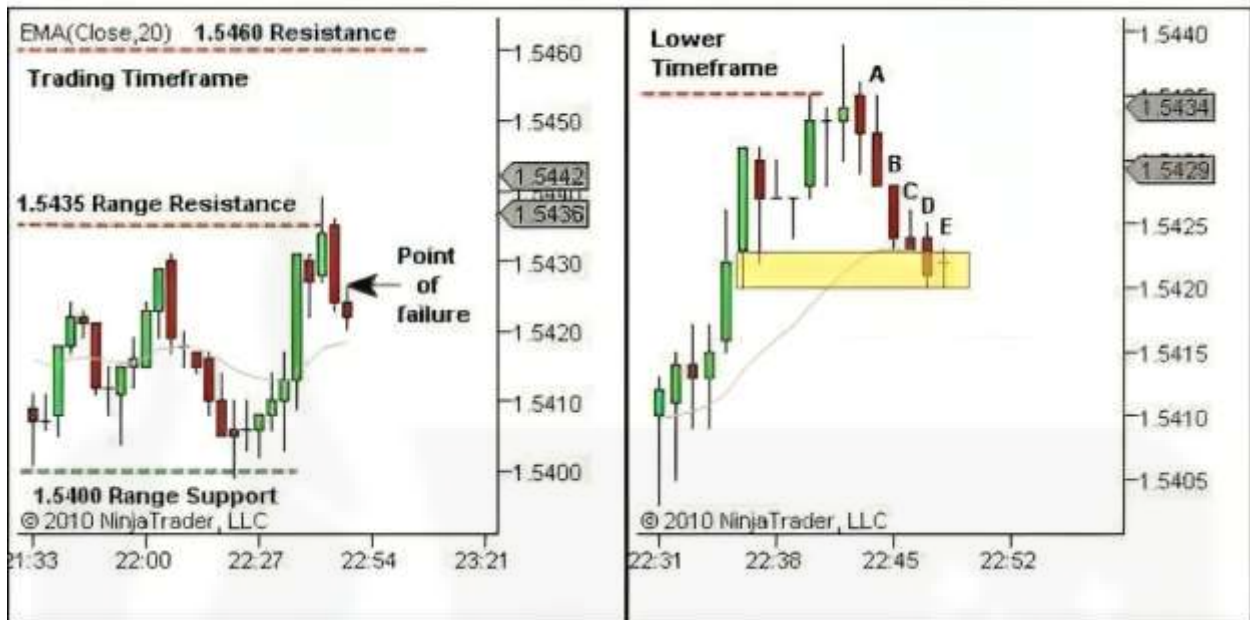 EMA(Close,20) 1.5460 Resistance
Trading Timeframe
1.5435 Range Resistance
Point
of
failure
1.5400 Range Support
© 2010 NinjaTrader, LLC
1.5460
1.5450
1.5442
1.5436
1.5430
1.5420
1.5410
1.5400
21:33 22:00 22:27 22:54 23:21
Lower
Timeframe
A
B
C
D
E
© 2010 NinjaTrader, LLC
1.5440
1.5434
1.5429
1.5425
1.5420
1.5415
1.5410
1.5405
22:31 22:38 22:45 22:52